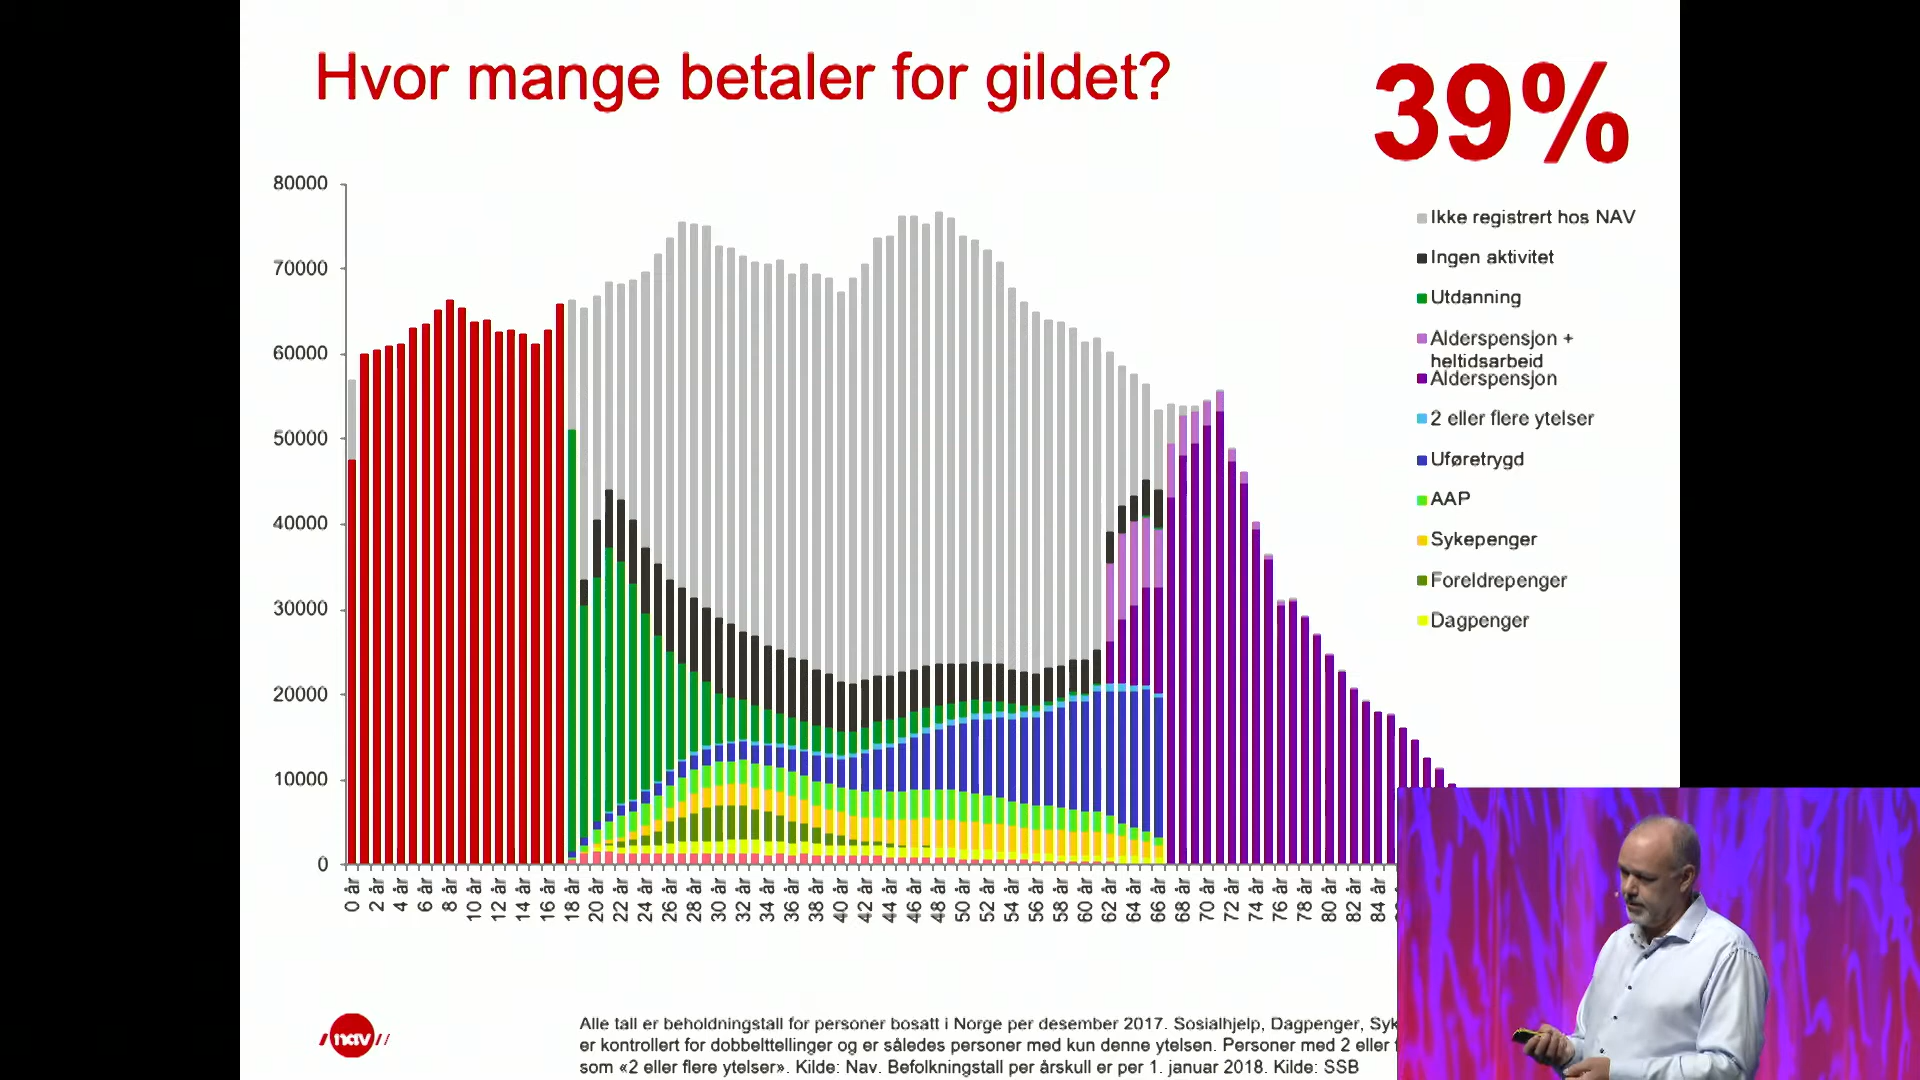 Hvor mange betaler for gildet?
39%
80000
70000
60000
50000
40000
30000
20000
10000
0
Ikke registrert hos NAV
Ingen aktivitet
Utdanning
Alderspensjon +
heltidsarbeid
Alderspensjon
2 eller flere ytelser
Uføretrygd
AAP
Sykepenger
Foreldrepenger
Dagpenger
0 år
2 år
4 år
6 år
8 år
10 år
12 år
14 år
16 år
18 år
20 år
22 år
24 år
26 år
28 år
30 år
32 år
34 år
36 år
38 år
40 år
42 år
44 år
46 år
48 år
50 år
52 år
54 år
56 år
58 år
60 år
62 år
64 år
66 år
68 år
70 år
72 år
74 år
76 år
78 år
80 år
82 år
84 år
nav
Alle tall er beholdningstall for personer bosatt i Norge per desember 2017. Sosialhjelp, Dagpenger, Syk
er kontrollert for dobbelttellinger og er således personer med kun denne ytelsen. Personer med 2 eller
som «2 eller flere ytelser». Kilde: Nav. Befolkningstall per årskull er per 1. januar 2018. Kilde: SSB